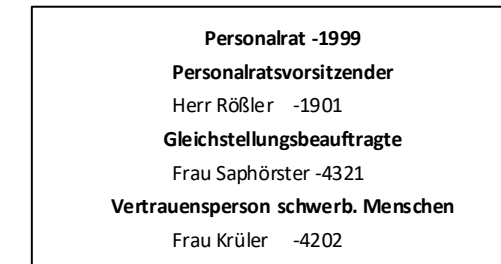 Personalrat -1999
Personalratsvorsitzender
Herr Rößler -1901
Gleichstellungsbeauftragte
Frau Saphörster -4321
Vertrauensperson schwerb. Menschen
Frau Krüler -4202